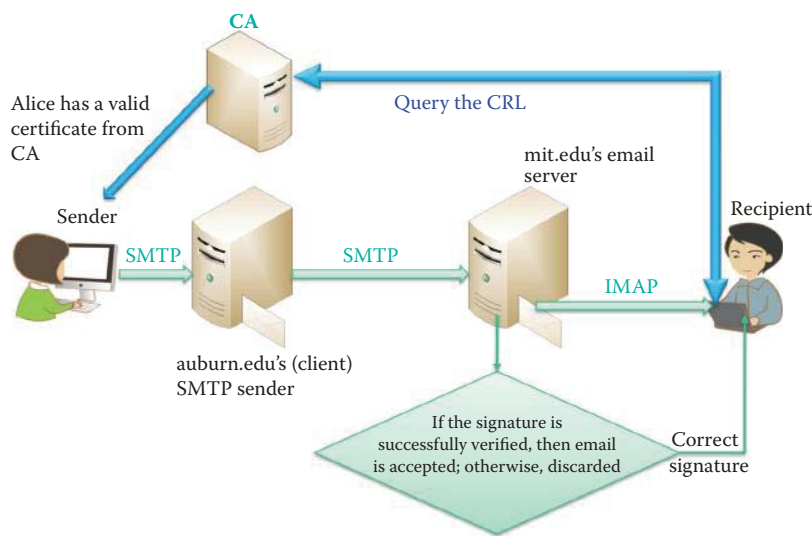 CA
Alice has a valid
certificate from
CA
Query the CRL
mit.edu's email
server
Sender
Recipient
SMTP
SMTP
IMAP
auburn.edu's (client)
SMTP sender
If the signature is
successfully verified, then email
is accepted; otherwise, discarded
Correct
signature